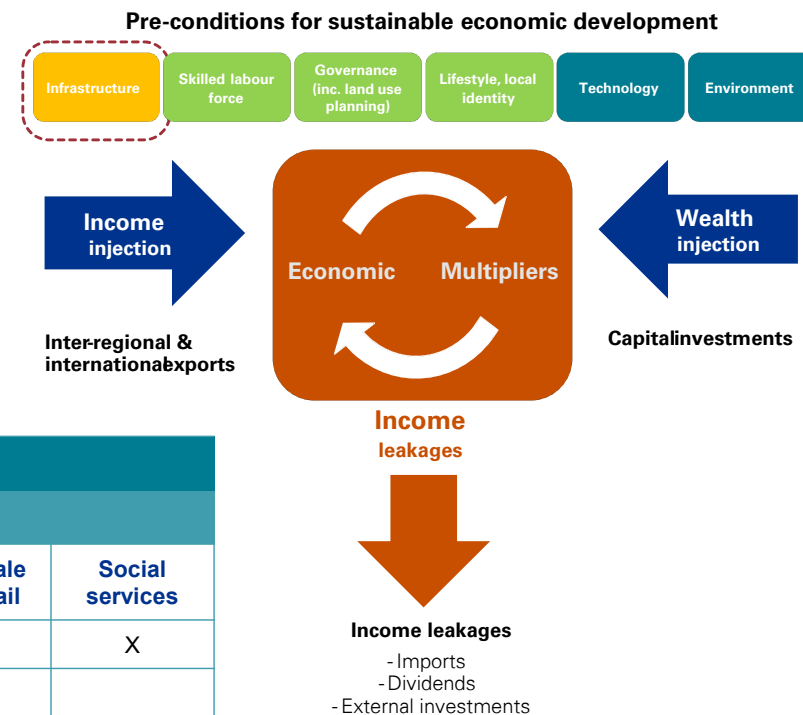 Pre-conditions for sustainable economic development
Infrastructure
Skilled labour
force
Governance
(inc. land use
planning)
Lifestyle, local
identity
Technology
Environment
Income
injection
Wealth
injection
Economic
Multipliers
Inter-regional &
internationalexports
Capitalinvestments
Income
leakages
ale
ail
Social
services
X
Income leakages
- Imports
- Dividends
- External investments